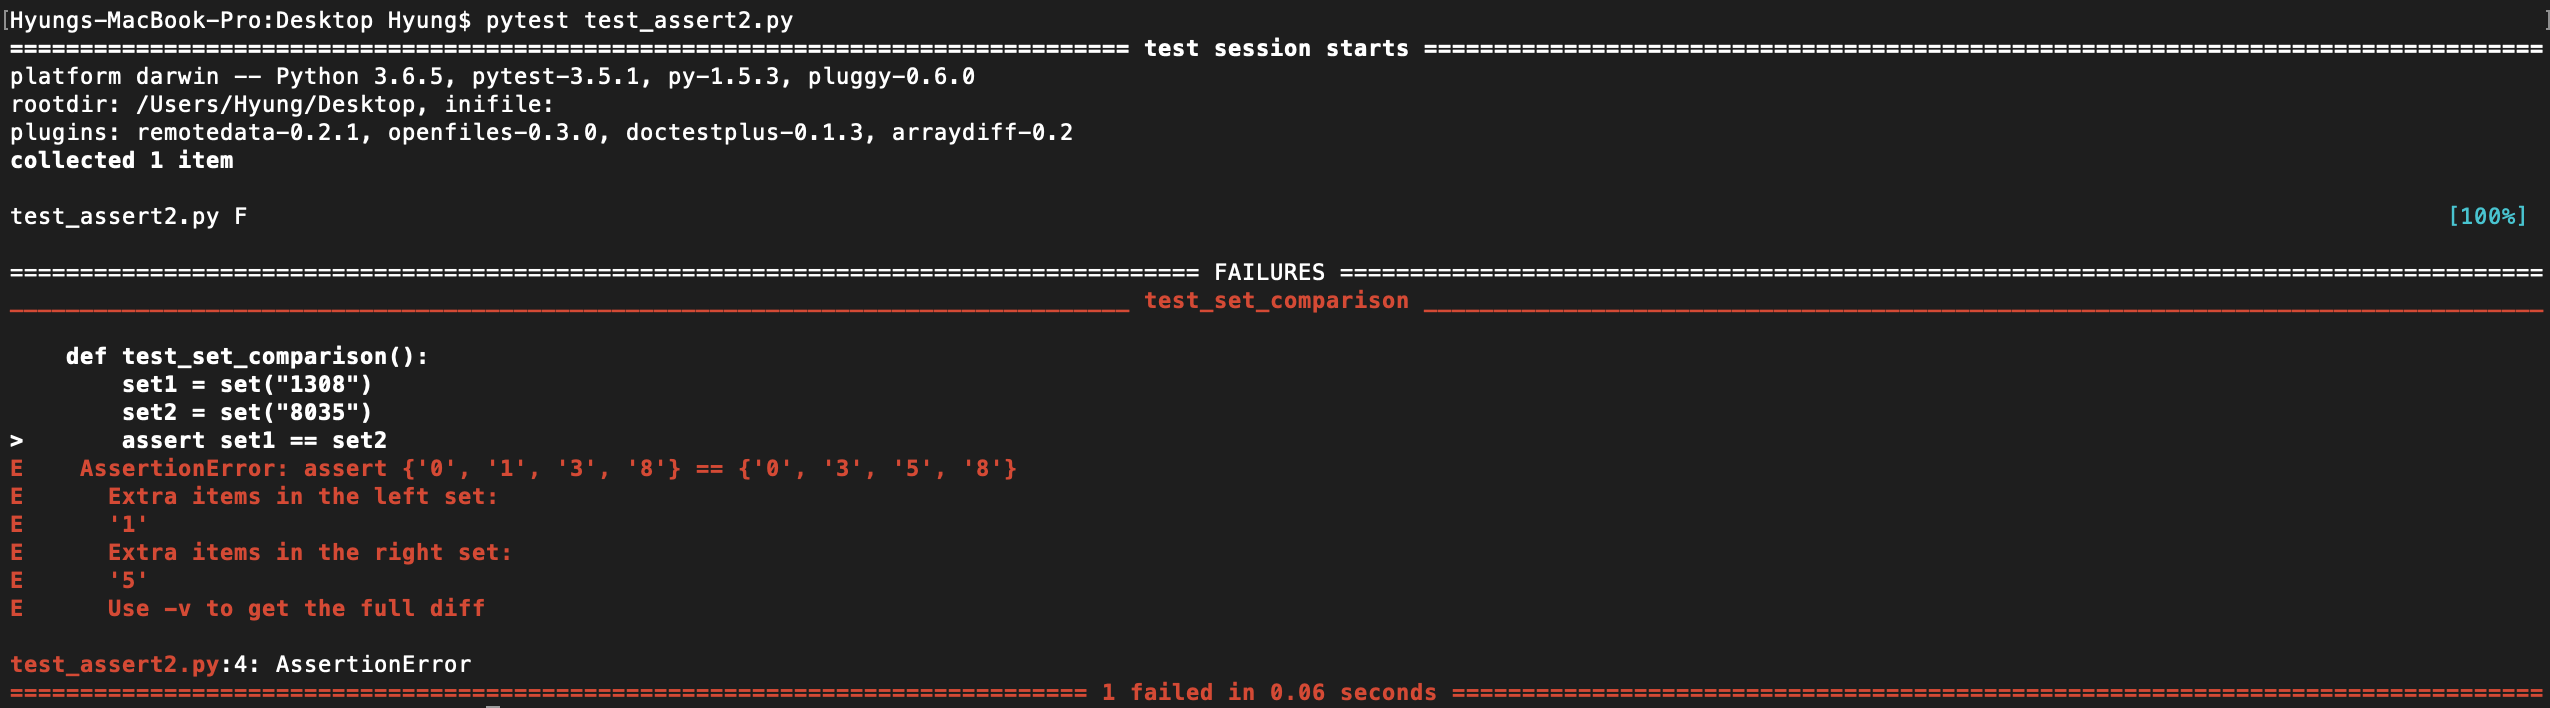 [Hyungs-MacBook-Pro:Desktop Hyung$ pytest test_assert2.py ]
================================================================================ test session starts ================================================================================
platform darwin -- Python 3.6.5, pytest-3.5.1, py-1.5.3, pluggy-0.6.0
rootdir: /Users/Hyung/Desktop, inifile:
plugins: remotedata-0.2.1, openfiles-0.3.0, doctestplus-0.1.3, arraydiff-0.2
collected 1 item
test_assert2.py F [100%]
===================================================================================== FAILURES ======================================================================================
________________________________________________________________________________ test_set_comparison ________________________________________________________________________________
    def test_set_comparison():
        set1 = set("1308")
        set2 = set("8035")
>       assert set1 == set2
E    AssertionError: assert {'0', '1', '3', '8'} == {'0', '3', '5', '8'}
E      Extra items in the left set:
E      '1'
E      Extra items in the right set:
E      '5'
E      Use -v to get the full diff
test_assert2.py:4: AssertionError
============================================================================= 1 failed in 0.06 seconds ==============================================================================